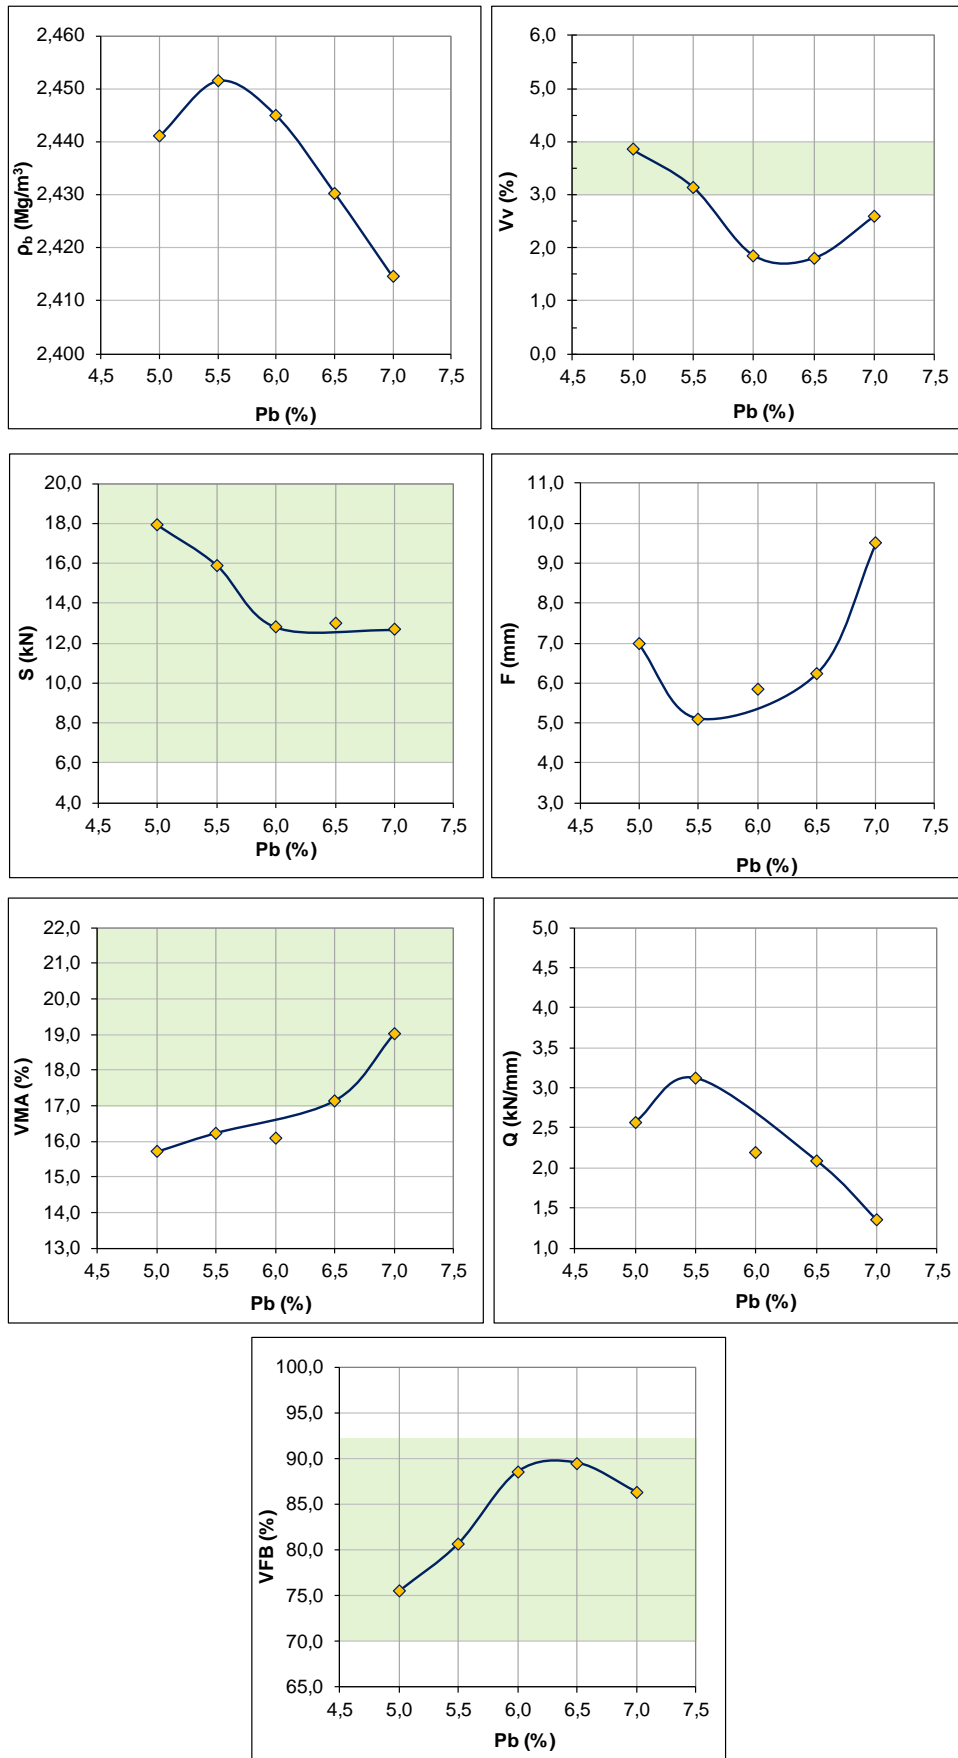 2,460
2,450
2,440
2,430
2,420
2,410
2,400
4,5 5,0 5,5 6,0 6,5 7,0 7,5
ρb (Mg/m³)
Pb (%)
6,0
5,0
4,0
3,0
2,0
1,0
0,0
4,5 5,0 5,5 6,0 6,5 7,0 7,5
Vv (%)
Pb (%)
20,0
18,0
16,0
14,0
12,0
10,0
8,0
6,0
4,0
4,5 5,0 5,5 6,0 6,5 7,0 7,5
S (kN)
Pb (%)
11,0
10,0
9,0
8,0
7,0
6,0
5,0
4,0
3,0
4,5 5,0 5,5 6,0 6,5 7,0 7,5
F (mm)
Pb (%)
22,0
21,0
20,0
19,0
18,0
17,0
16,0
15,0
14,0
13,0
4,5 5,0 5,5 6,0 6,5 7,0 7,5
VMA (%)
Pb (%)
5,0
4,5
4,0
3,5
3,0
2,5
2,0
1,5
1,0
4,5 5,0 5,5 6,0 6,5 7,0 7,5
Q (kN/mm)
Pb (%)
100,0
95,0
90,0
85,0
80,0
75,0
70,0
65,0
4,5 5,0 5,5 6,0 6,5 7,0 7,5
VFB (%)
Pb (%)